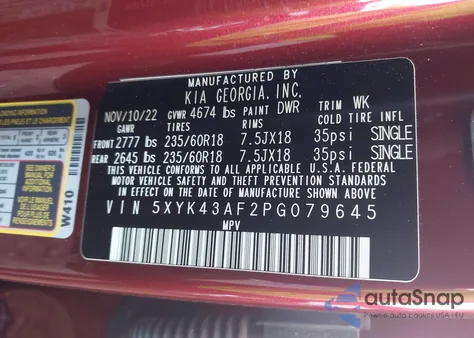 MANUFACTURED BY
KIA GEORGIA, INC.
NOV/10/22 GVWR 4674 lbs PAINT DWR TRIM WK
GAWR TIRES RIMS COLD TIRE INFL
FRONT 2777 lbs 235/60R18 7.5JX18 35psi SINGLE
REAR 2645 lbs 235/60R18 7.5JX18 35psi SINGLE
THIS VEHICLE CONFORMS TO ALL APPLICABLE U.S.A. FEDERAL
MOTOR VEHICLE SAFETY AND THEFT PREVENTION STANDARDS
IN EFFECT ON THE DATE OF MANUFACTURE SHOWN ABOVE.
VIN 5XYK43AF2PG079645
MPV
W410
autoSnap